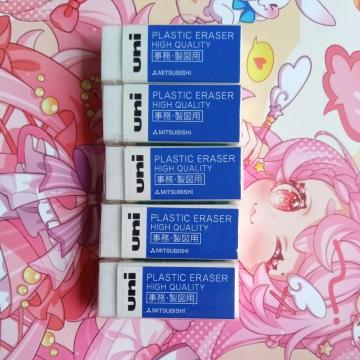 uni
PLASTIC ERASER
HIGH QUALITY
事務・製図用
MITSUBISHI
uni
PLASTIC ERASER
HIGH QUALITY
事務・製図用
MITSUBISHI
uni
PLASTIC ERASER
HIGH QUALITY
事務・製図用
MITSUBISHI
uni
PLASTIC ERASER
HIGH QUALITY
事務・製図用
MITSUBISHI
uni
PLASTIC ERASER
HIGH QUALITY
事務・製図用
MITSUBISHI